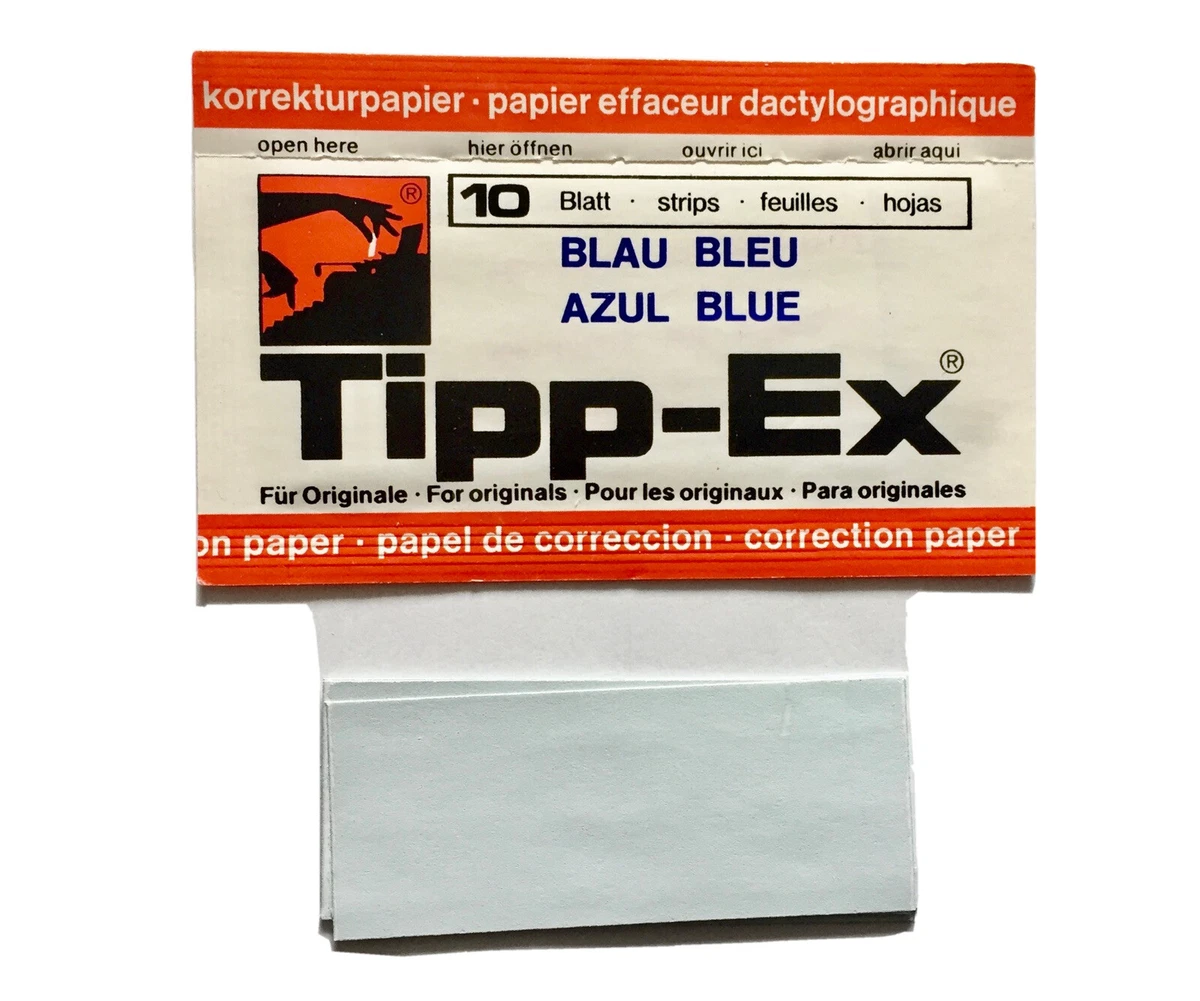 korrekturpapier · papier effaceur dactylographique
open here hier öffnen ouvrir ici abrir aqui
®
10 Blatt · strips · feuilles · hojas
BLAU BLEU
AZUL BLUE
Tipp-Ex®
Für Originale · For originals · Pour les originaux · Para originales
on paper · papel de correccion · correction paper